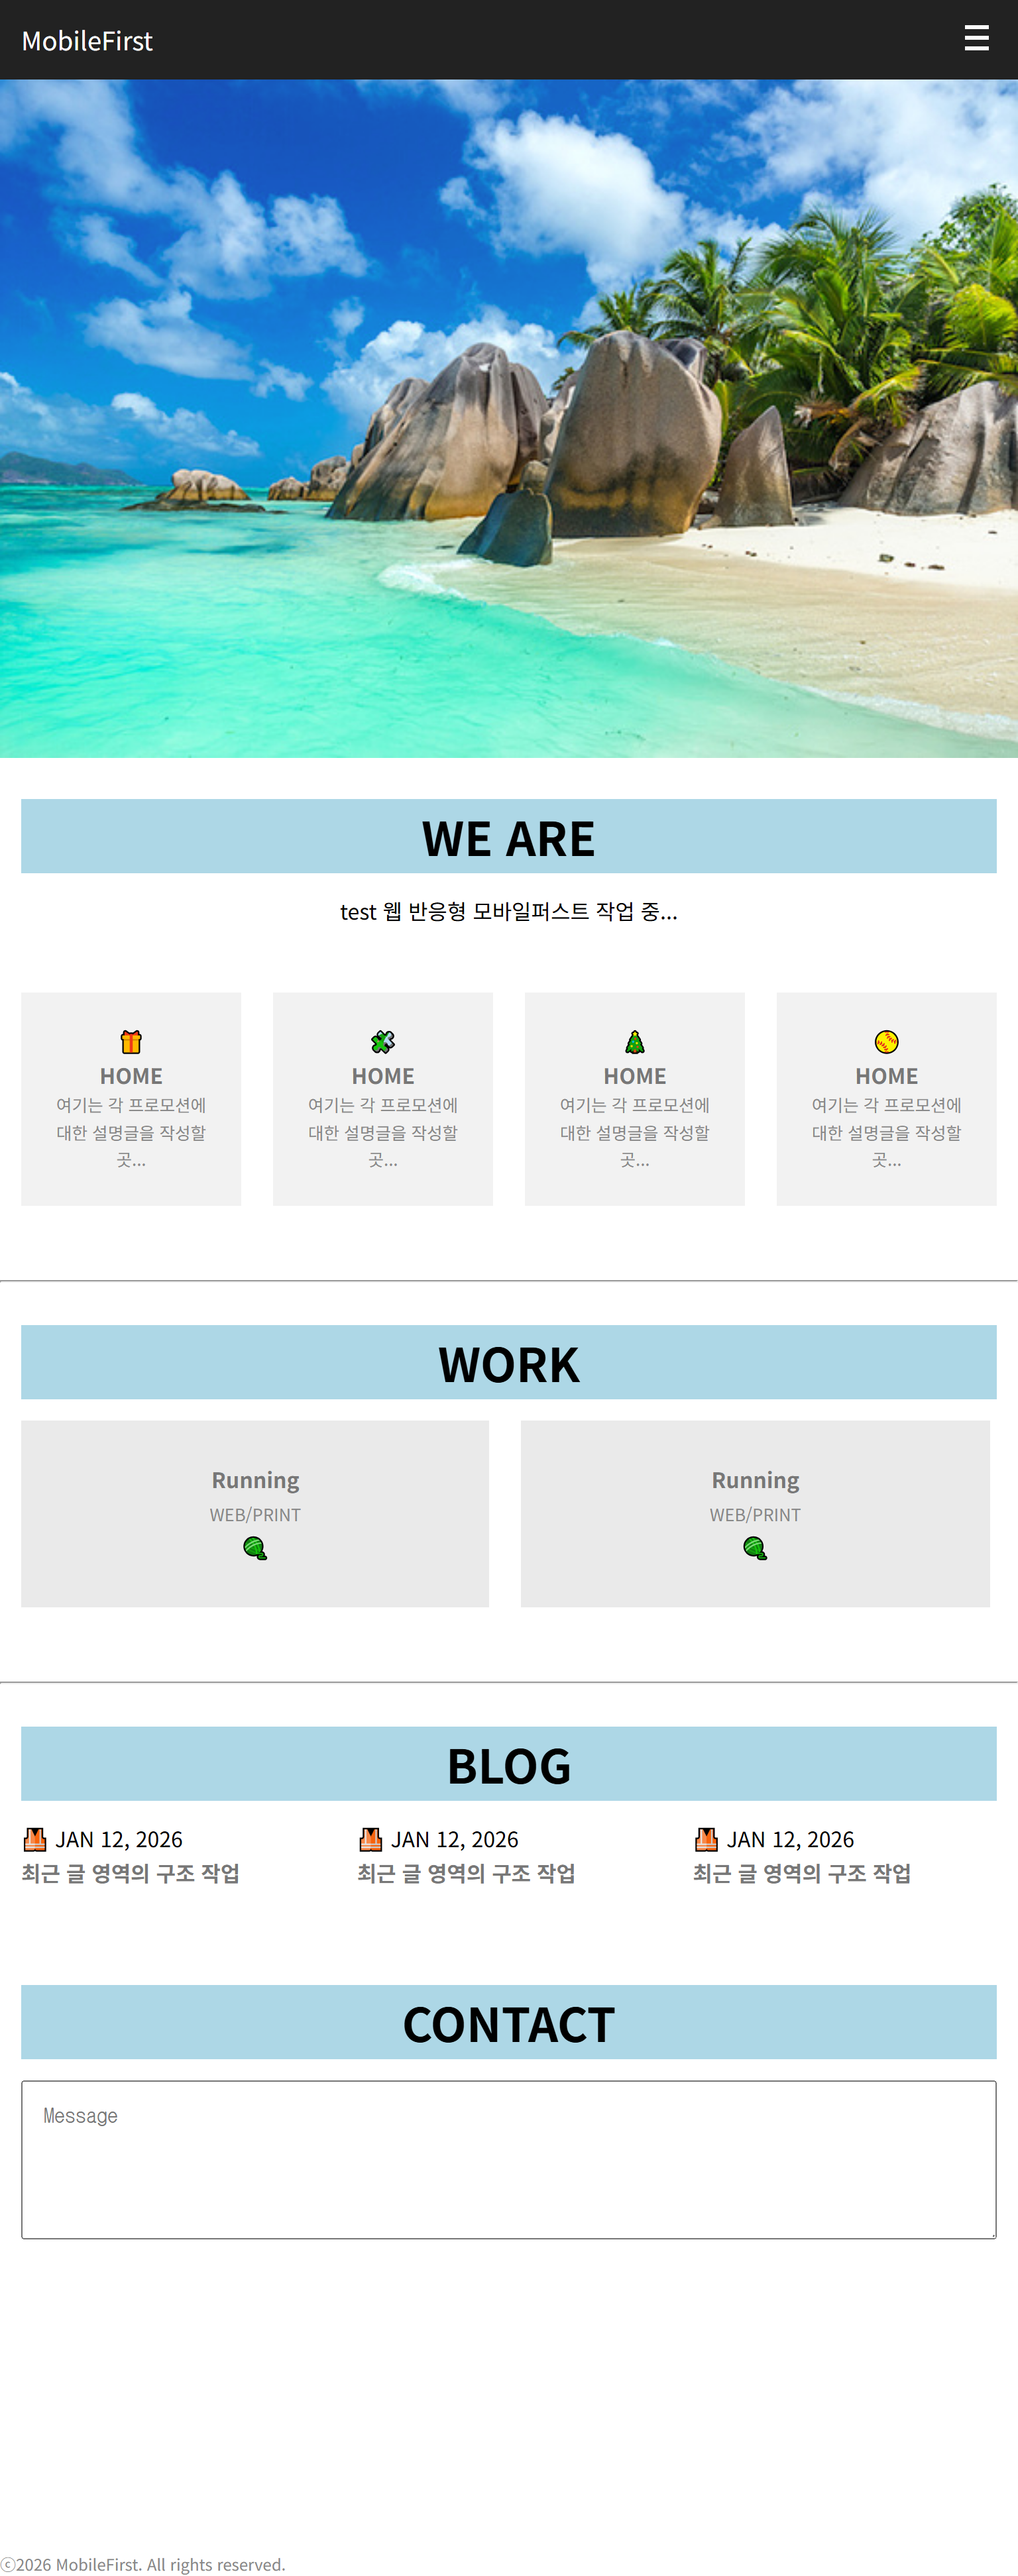 MobileFirst
WE ARE
test 웹 반응형 모바일퍼스트 작업 중...
HOME
여기는 각 프로모션에
대한 설명글을 작성할
곳...
HOME
여기는 각 프로모션에
대한 설명글을 작성할
곳...
HOME
여기는 각 프로모션에
대한 설명글을 작성할
곳...
HOME
여기는 각 프로모션에
대한 설명글을 작성할
곳...
WORK
Running
WEB/PRINT
Running
WEB/PRINT
BLOG
JAN 12, 2026
최근 글 영역의 구조 작업
JAN 12, 2026
최근 글 영역의 구조 작업
JAN 12, 2026
최근 글 영역의 구조 작업
CONTACT
Message
ⓒ2026 MobileFirst. All rights reserved.